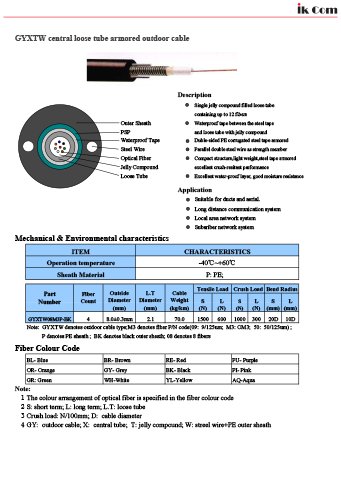 ik Com
GYXTW central loose tube armored outdoor cable
Outer Sheath
PSP
Waterproof Tape
Steel Wire
Optical Fiber
Jelly Compound
Loose Tube
Description
Single jelly compound filled loose tube
containing up to 12 fibers
Waterproof tape between the steel tape
and loose tube with jelly compound
Duble-sided PE corrugated steel tape armored
Parallel double steel wire as strength member
Compact structure,light weight,steel tape armored
excellent crush-resitent performance
Excellent water-proof layer, good moisture resistence
Application
Suitable for ducts and aerial.
Long distance communication system
Local area network system
Suberiber network system
Mechanical & Environmental characteristics
ITEM CHARACTERISTICS
Operation temperature -40℃~+60℃
Sheath Material P: PE;
Part Number Fiber Count Outside Diameter (mm) L.T Diameter (mm) Cable Weight (kg/km) Tensile Load Crush Load Bend Radius
S (N) L (N) S (N) L (N) S (mm) L (mm)
GYXTW08M3P-BK 4 8.0±0.3mm 2.1 70.0 1500 600 1000 300 20D 10D
Note: GYXTW denotes outdoor cable type;M3 denotes fiber P/N code(09: 9/125um; M3: OM3; 50: 50/125um) ;
P denotes PE sheath ; BK denotes black outer sheath; 08 denotes 8 fibers
Fiber Colour Code
BL- Blue BR- Brown RE- Red PU- Purple
OR- Orange GY- Grey BK- Black PI- Pink
GR: Green WH-White YL-Yellow AQ-Aqua
Note:
1 The colour arrangement of optical fiber is specified in the fiber colour code
2 S: short term; L: long term; L.T: loose tube
3 Crush load: N/100mm; D: cable diameter
4 GY: outdoor cable; X: central tube; T: jelly compound; W: streel wire+PE outer sheath